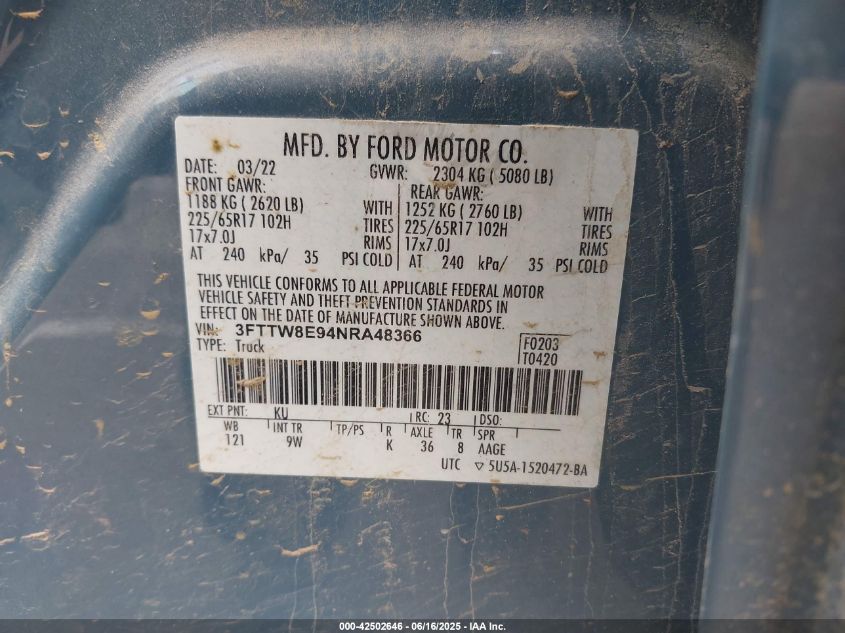 MFD. BY FORD MOTOR CO.
DATE: 03/22 GVWR: 2304 KG ( 5080 LB)
FRONT GAWR: REAR GAWR:
1188 KG ( 2620 LB) WITH 1252 KG ( 2760 LB) WITH
225/65R17 102H TIRES 225/65R17 102H TIRES
17x7.0J RIMS 17x7.0J RIMS
AT 240 kPa/ 35 PSI COLD AT 240 kPa/ 35 PSI COLD
THIS VEHICLE CONFORMS TO ALL APPLICABLE FEDERAL MOTOR
VEHICLE SAFETY AND THEFT PREVENTION STANDARDS IN
EFFECT ON THE DATE OF MANUFACTURE SHOWN ABOVE.
VIN: 3FTTW8E94NRA48366
TYPE: Truck
F0203
T0420
EXT PNT: KU RC: 23 DSO:
WB INT TR TP/PS R AXLE TR SPR
121 9W K 36 8 AAGE
UTC ▽ 5U5A-1520472-BA
000-42502646 - 06/16/2025 - IAA Inc.